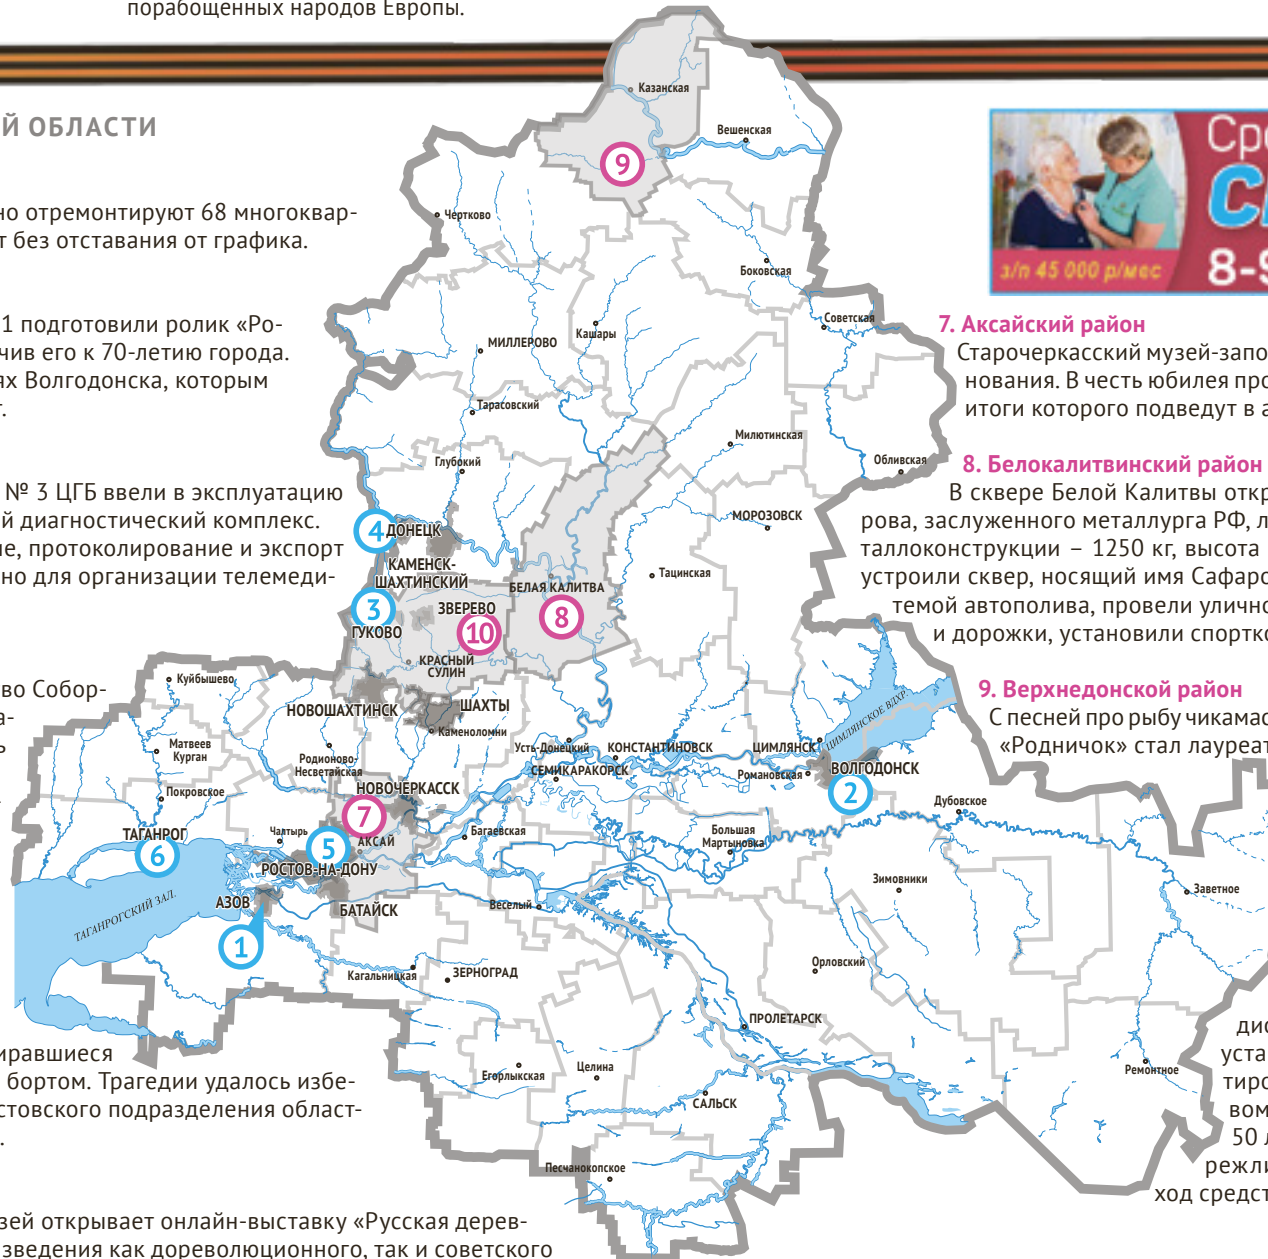 порабощенных народов Европы.
Й ОБЛАСТИ
но отремонтируют 68 многоквар-
т без отставания от графика.
1 подготовили ролик «Ро-
чив его к 70-летию города.
ях Волгодонска, которым
т.
№ 3 ЦГБ ввели в эксплуатацию
й диагностический комплекс.
ие, протоколирование и экспорт
но для организации телемеди-
во Собор-
а-
ь
иравшиеся
бортом. Трагедии удалось избе-
стовского подразделения област-
.
зей открывает онлайн-выставку «Русская дерев-
зведения как дореволюционного, так и советского
Казанская
9
Вешенская
Чертково
Боковская
Советская
Кашары
МИЛЛЕРОВО
Тарасовский
Милютинская
Обливская
Глубокий
МОРОЗОВСК
4
ДОНЕЦК
КАМЕНСК-
ШАХТИНСКИЙ
Тацинская
БЕЛАЯ КАЛИТВА
8
3
ЗВЕРЕВО
ГУКОВО
10
КРАСНЫЙ
СУЛИН
Куйбышево
НОВОШАХТИНСК
ШАХТЫ
Каменоломни
ЦИМЛЯНСКОЕ ВДХР.
Матвеев
Курган
Родионово-
Несветайская
Усть-Донецкий
КОНСТАНТИНОВСК
ЦИМЛЯНСК
СЕМИКАРАКОРСК
Романовская
ВОЛГОДОНСК
2
Покровское
НОВОЧЕРКАССК
7
Дубовское
ТАГАНРОГ
6
Чалтырь
5
АКСАЙ
Багаевская
Большая
Мартыновка
РОСТОВ-НА-ДОНУ
Зимовники
Заветное
ТАГАНРОГСКИЙ ЗАЛ.
АЗОВ
БАТАЙСК
Веселый
1
Кагальницкая
ЗЕРНОГРАД
Орловский
ПРОЛЕТАРСК
Егорлыкская
Целина
Ремонтное
САЛЬСК
Песчанокопское
Сро
з/п 45 000 р/мес
8-9
7. Аксайский район
Старочеркасский музей-запо
нования. В честь юбилея про
итоги которого подведут в а
8. Белокалитвинский район
В сквере Белой Калитвы откр
рова, заслуженного металлурга РФ, л
таллоконструкции – 1250 кг, высота
устроили сквер, носящий имя Сафаро
темой автополива, провели улично
и дорожки, установили спортко
9. Верхнедонской район
С песней про рыбу чикамас
«Родничок» стал лауреат
дис
уста
тиро
вом
50 л
режли
ход средст